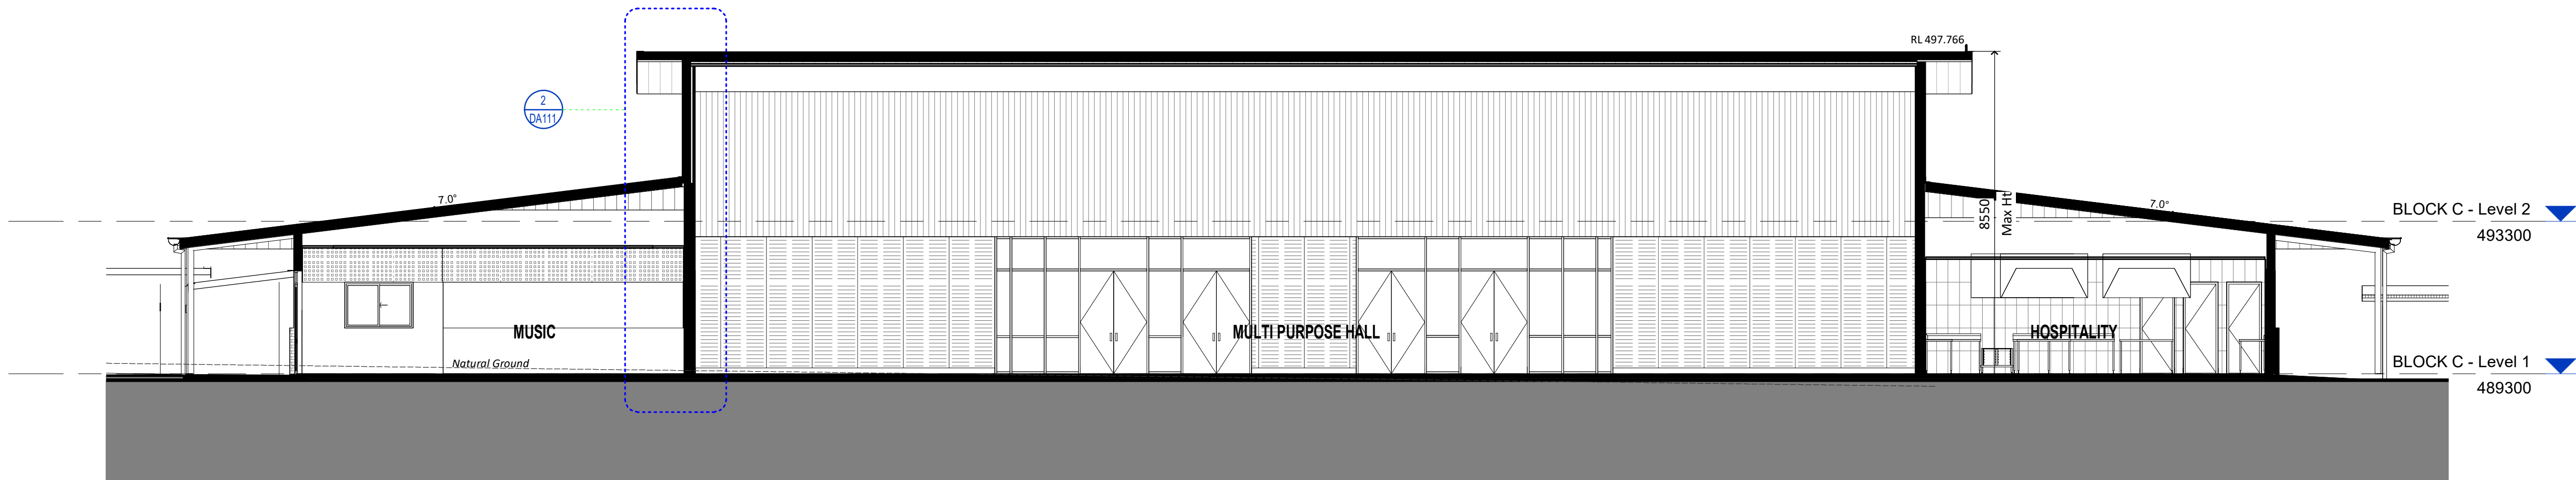 RL 497.766
2
DA111
7.0°
8550
Max Ht
7.0°
BLOCK C - Level 2
493300
MUSIC
MULTI PURPOSE HALL
HOSPITALITY
Natural Ground
BLOCK C - Level 1
489300